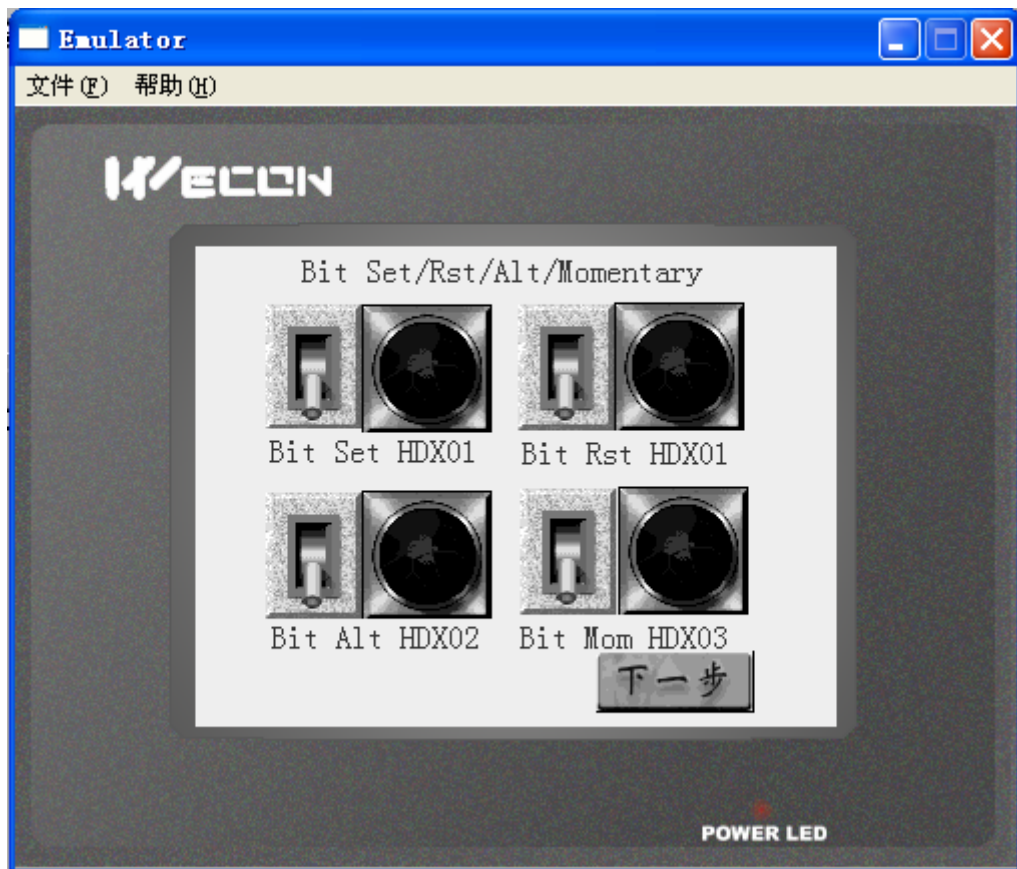 Emulator
文件(F) 帮助(H)
WECON
Bit Set/Rst/Alt/Momentary
Bit Set HDX01 Bit Rst HDX01
Bit Alt HDX02 Bit Mom HDX03
下一步
POWER LED